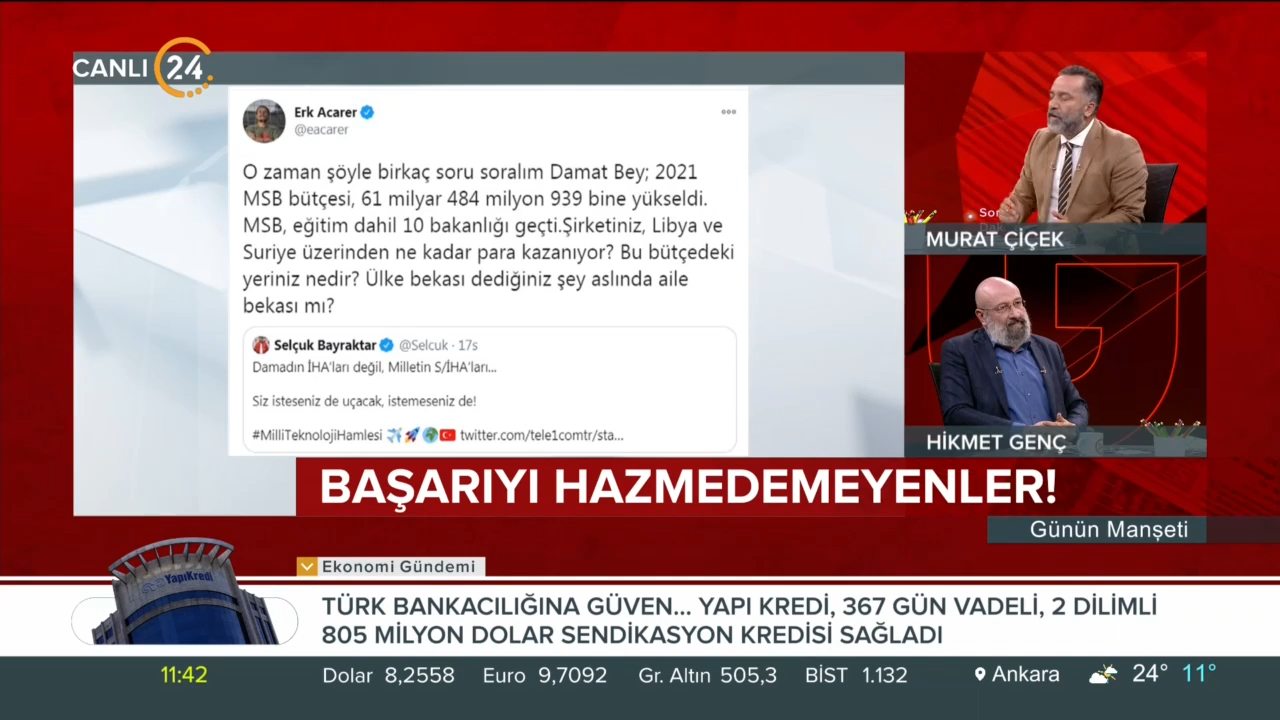 CANLI 24
Erk Acarer
@eacarer
O zaman şöyle birkaç soru soralım Damat Bey; 2021
MSB bütçesi, 61 milyar 484 milyon 939 bine yükseldi.
MSB, eğitim dahil 10 bakanlığı geçti.Şirketiniz, Libya ve
Suriye üzerinden ne kadar para kazanıyor? Bu bütçedeki
yeriniz nedir? Ülke bekası dediğiniz şey aslında aile
bekası mı?
Selçuk Bayraktar @Selcuk · 17s
Damadın İHA'ları değil, Milletin S/İHA'ları...
Siz isteseniz de uçacak, istemeseniz de!
#MilliTeknolojiHamlesi ✈️🚀🌍🇹🇷 twitter.com/tele1comtr/sta...
Son
MURAT ÇİÇEK
HİKMET GENÇ
BAŞARIYI HAZMEDEMEYENLER!
Günün Manşeti
Ekonomi Gündemi
YapıKredi
TÜRK BANKACILIĞINA GÜVEN... YAPI KREDİ, 367 GÜN VADELİ, 2 DİLİMLİ
805 MİLYON DOLAR SENDİKASYON KREDİSİ SAĞLADI
11:42 Dolar 8,2558 Euro 9,7092 Gr. Altın 505,3 BİST 1.132 Ankara 24° 11°